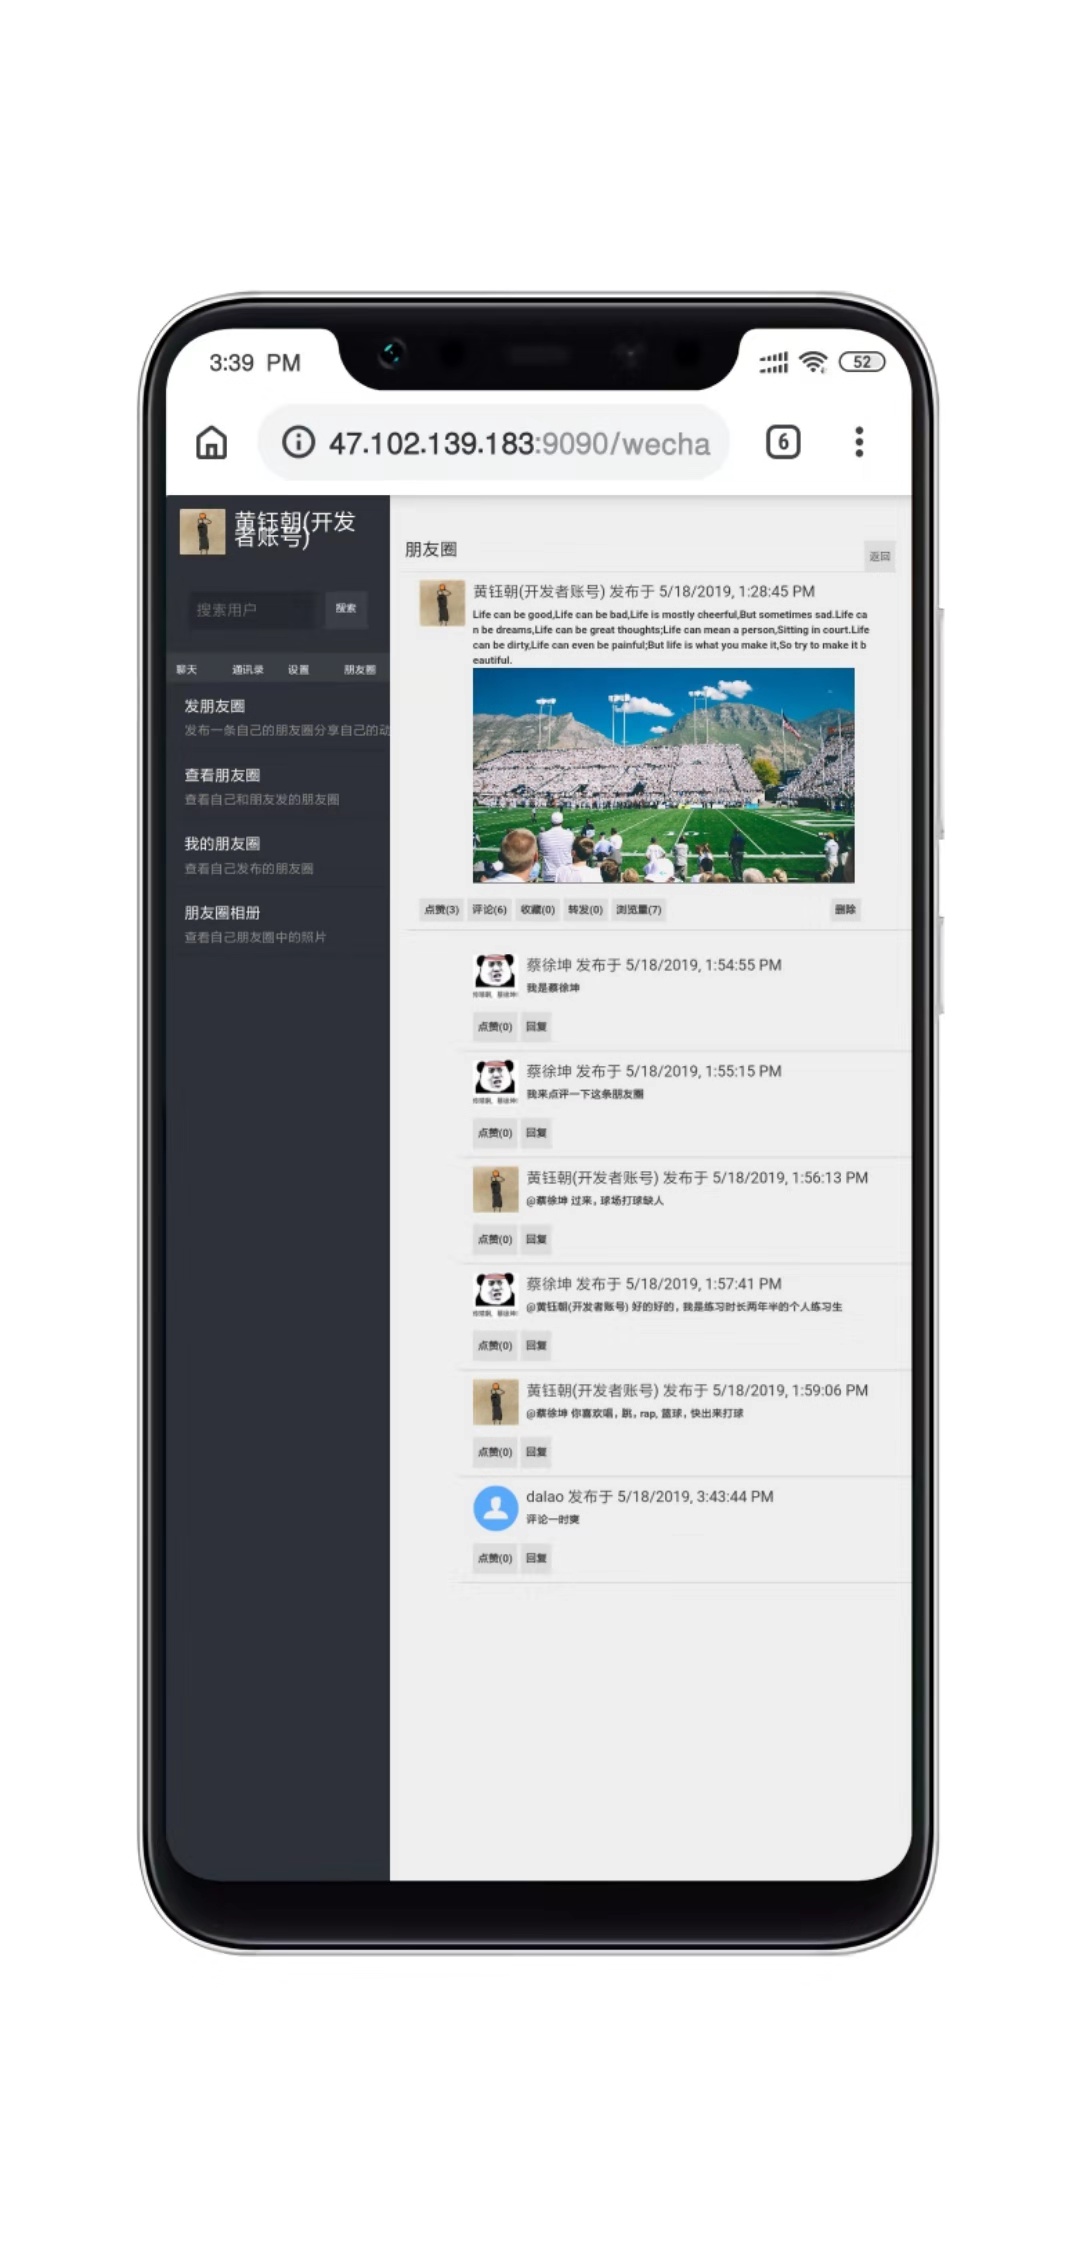 3:39 PM
52
47.102.139.183:9090/wecha
6
黄钰朝(开发
者账号)
搜索用户
搜索
聊天 通讯录 设置 朋友圈
发朋友圈
发布一条自己的朋友圈分享自己的动
查看朋友圈
查看自己和朋友发的朋友圈
我的朋友圈
查看自己发布的朋友圈
朋友圈相册
查看自己朋友圈中的照片
朋友圈
返回
黄钰朝(开发者账号) 发布于 5/18/2019, 1:28:45 PM
Life can be good,Life can be bad,Life is mostly cheerful,But sometimes sad.Life ca
n be dreams,Life can be great thoughts;Life can mean a person,Sitting in court.Life
can be dirty,Life can even be painful;But life is what you make it,So try to make it b
eautiful.
点赞(3) 评论(6) 收藏(0) 转发(0) 浏览量(7) 删除
蔡徐坤 发布于 5/18/2019, 1:54:55 PM
我是蔡徐坤
点赞(0) 回复
蔡徐坤 发布于 5/18/2019, 1:55:15 PM
我来点评一下这条朋友圈
点赞(0) 回复
黄钰朝(开发者账号) 发布于 5/18/2019, 1:56:13 PM
@蔡徐坤 过来，球场打球缺人
点赞(0) 回复
蔡徐坤 发布于 5/18/2019, 1:57:41 PM
@黄钰朝(开发者账号) 好的好的，我是练习时长两年半的个人练习生
点赞(0) 回复
黄钰朝(开发者账号) 发布于 5/18/2019, 1:59:06 PM
@蔡徐坤 你喜欢唱，跳，rap, 篮球，快出来打球
点赞(0) 回复
dalao 发布于 5/18/2019, 3:43:44 PM
评论一时爽
点赞(0) 回复